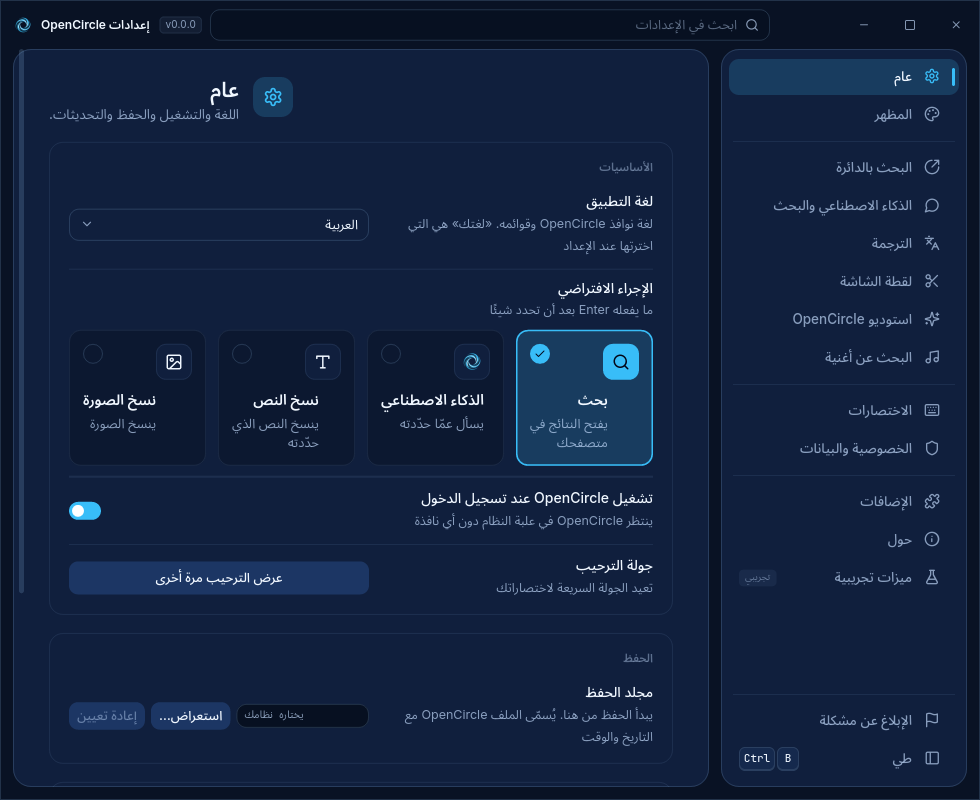 إعدادات OpenCircle
v0.0.0
ابحث في الإعدادات
عام
المظهر
البحث بالدائرة
الذكاء الاصطناعي والبحث
الترجمة
لقطة الشاشة
استوديو OpenCircle
البحث عن أغنية
الاختصارات
الخصوصية والبيانات
الإضافات
حول
ميزات تجريبية
تجريبي
الإبلاغ عن مشكلة
طي
Ctrl B
عام
اللغة والتشغيل والحفظ والتحديثات.
الأساسيات
لغة التطبيق
لغة نوافذ OpenCircle وقوائمه. «لغتك» هي التي
اخترتها عند الإعداد
العربية
الإجراء الافتراضي
ما يفعله Enter بعد أن تحدد شيئًا
بحث
يفتح النتائج في
متصفحك
الذكاء الاصطناعي
يسأل عمّا حدّدته
نسخ النص
ينسخ النص الذي
حدّدته
نسخ الصورة
ينسخ الصورة
تشغيل OpenCircle عند تسجيل الدخول
ينتظر OpenCircle في علبة النظام دون أي نافذة
جولة الترحيب
تعيد الجولة السريعة لاختصاراتك
عرض الترحيب مرة أخرى
الحفظ
مجلد الحفظ
يبدأ الحفظ من هنا. يُسمّى الملف OpenCircle مع
التاريخ والوقت
يختاره نظامك
استعراض...
إعادة تعيين